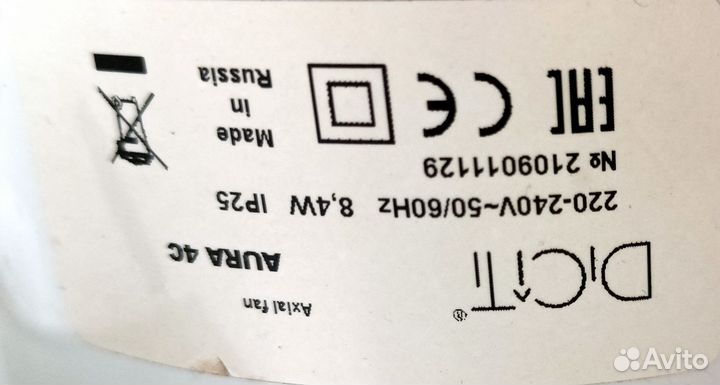 DiCiTi®
Axial fan
AURA 4C
220-240V~50/60Hz 8,4W IP25
№ 2109011129
EAC CE
Made
in
Russia
Avito